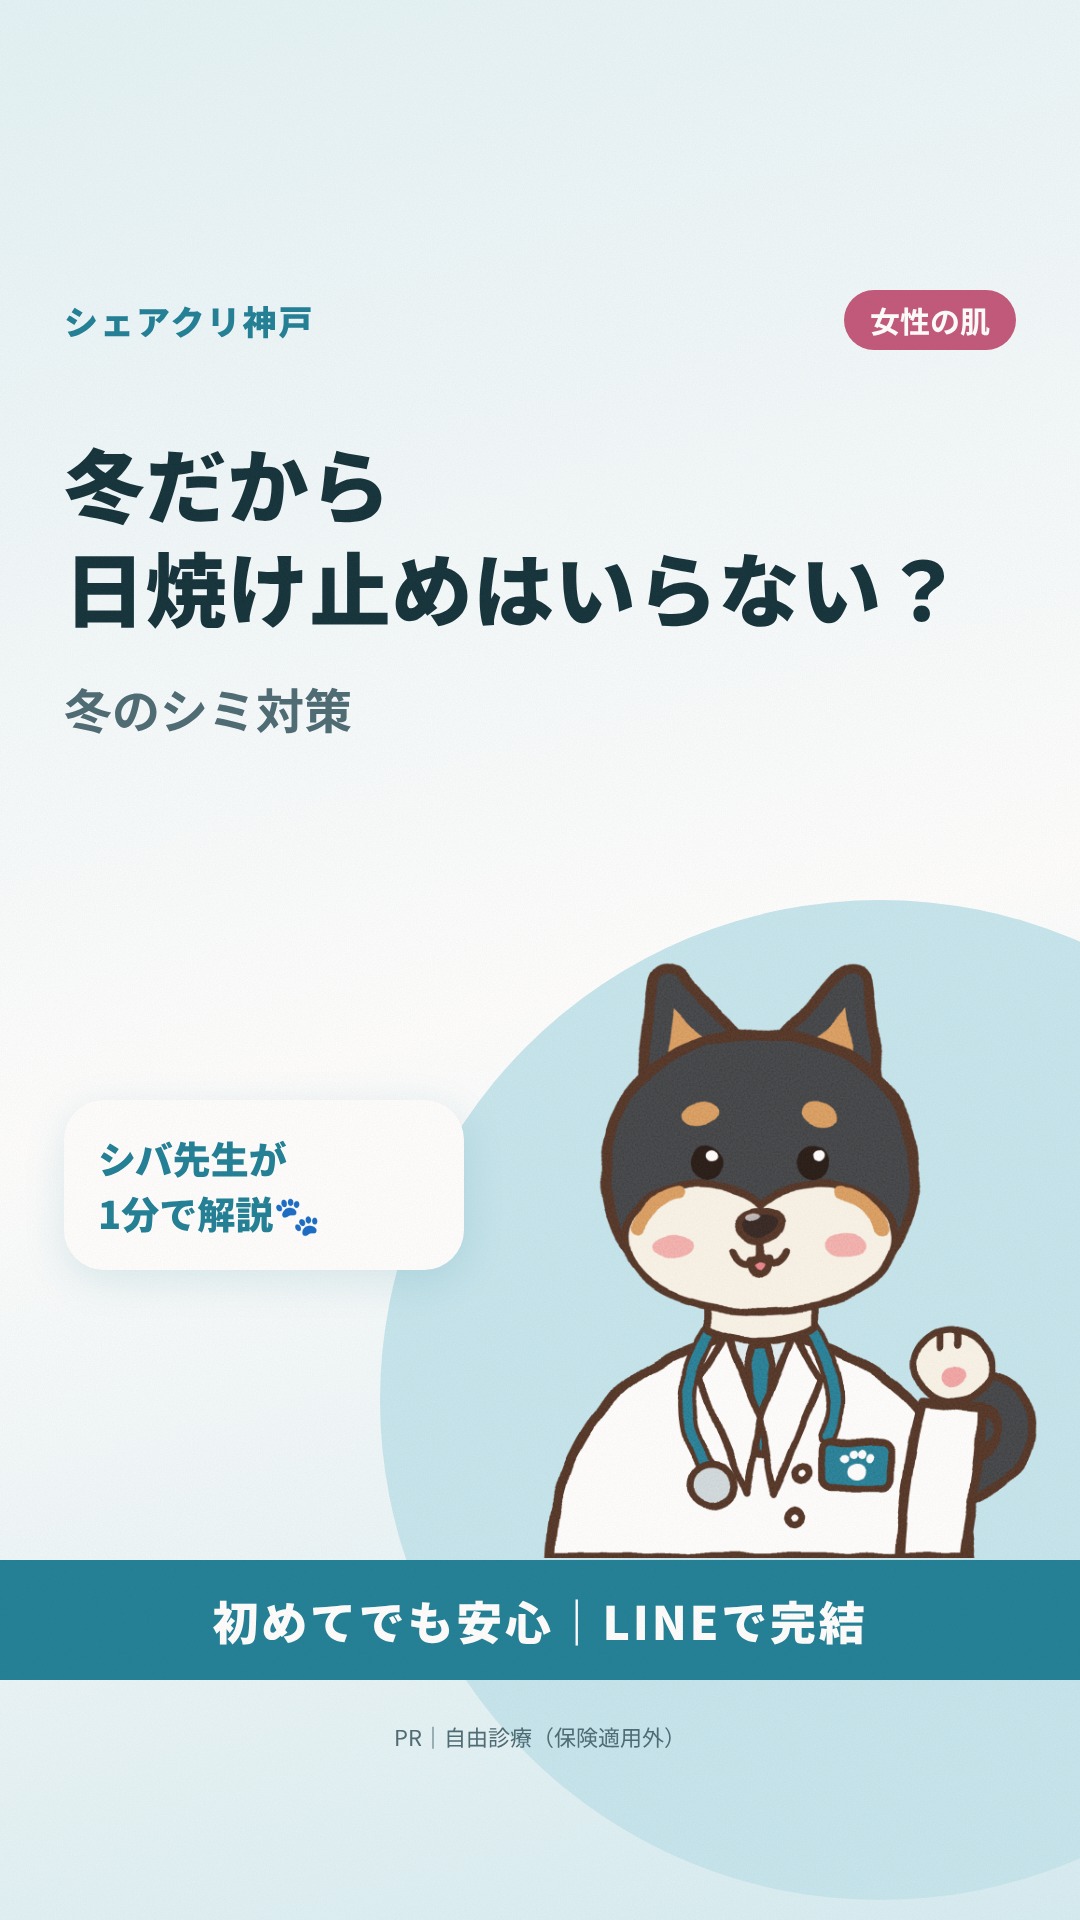 シェアクリ神戸
女性の肌
冬だから
日焼け止めはいらない？
冬のシミ対策
シバ先生が
1分で解説🐾
初めてでも安心｜LINEで完結
PR｜自由診療（保険適用外）